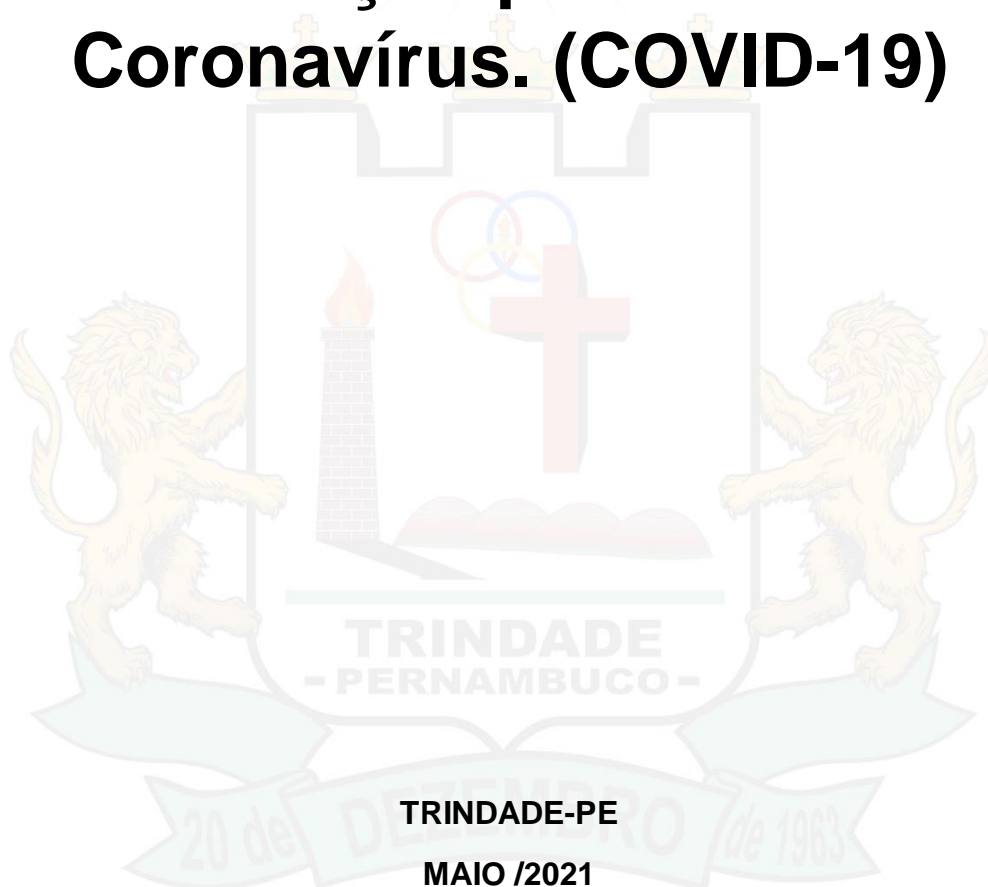 Coronavírus. (COVID-19)
TRINDADE
- PERNAMBUCO -
TRINDADE-PE
20 de DEZEMBRO de 1963
MAIO /2021